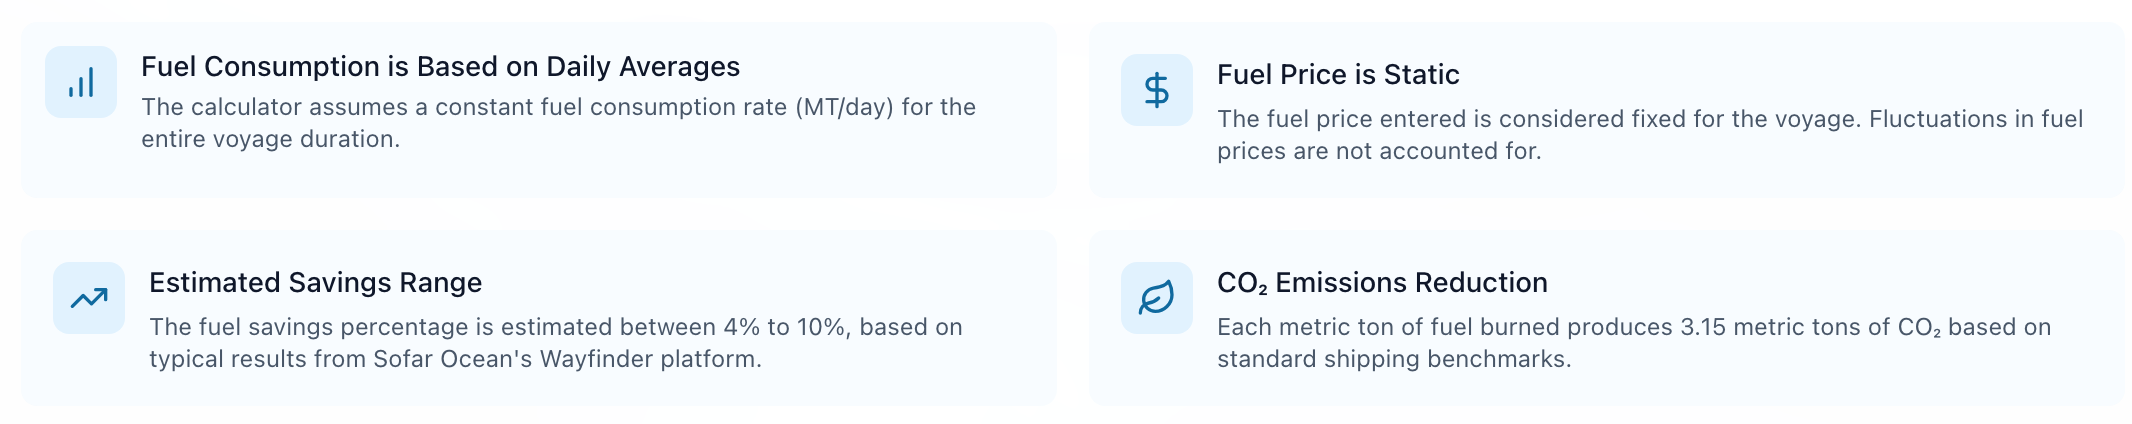 Fuel Consumption is Based on Daily Averages
The calculator assumes a constant fuel consumption rate (MT/day) for the
entire voyage duration.
Fuel Price is Static
The fuel price entered is considered fixed for the voyage. Fluctuations in fuel
prices are not accounted for.
Estimated Savings Range
The fuel savings percentage is estimated between 4% to 10%, based on
typical results from Sofar Ocean's Wayfinder platform.
CO₂ Emissions Reduction
Each metric ton of fuel burned produces 3.15 metric tons of CO₂ based on
standard shipping benchmarks.